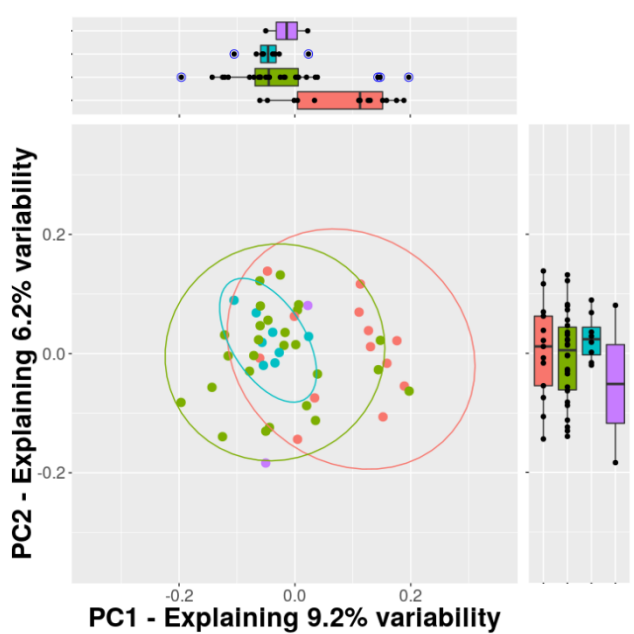 PC2 - Explaining 6.2% variability
0.2
0.0
-0.2
-0.2 0.0 0.2
PC1 - Explaining 9.2% variability